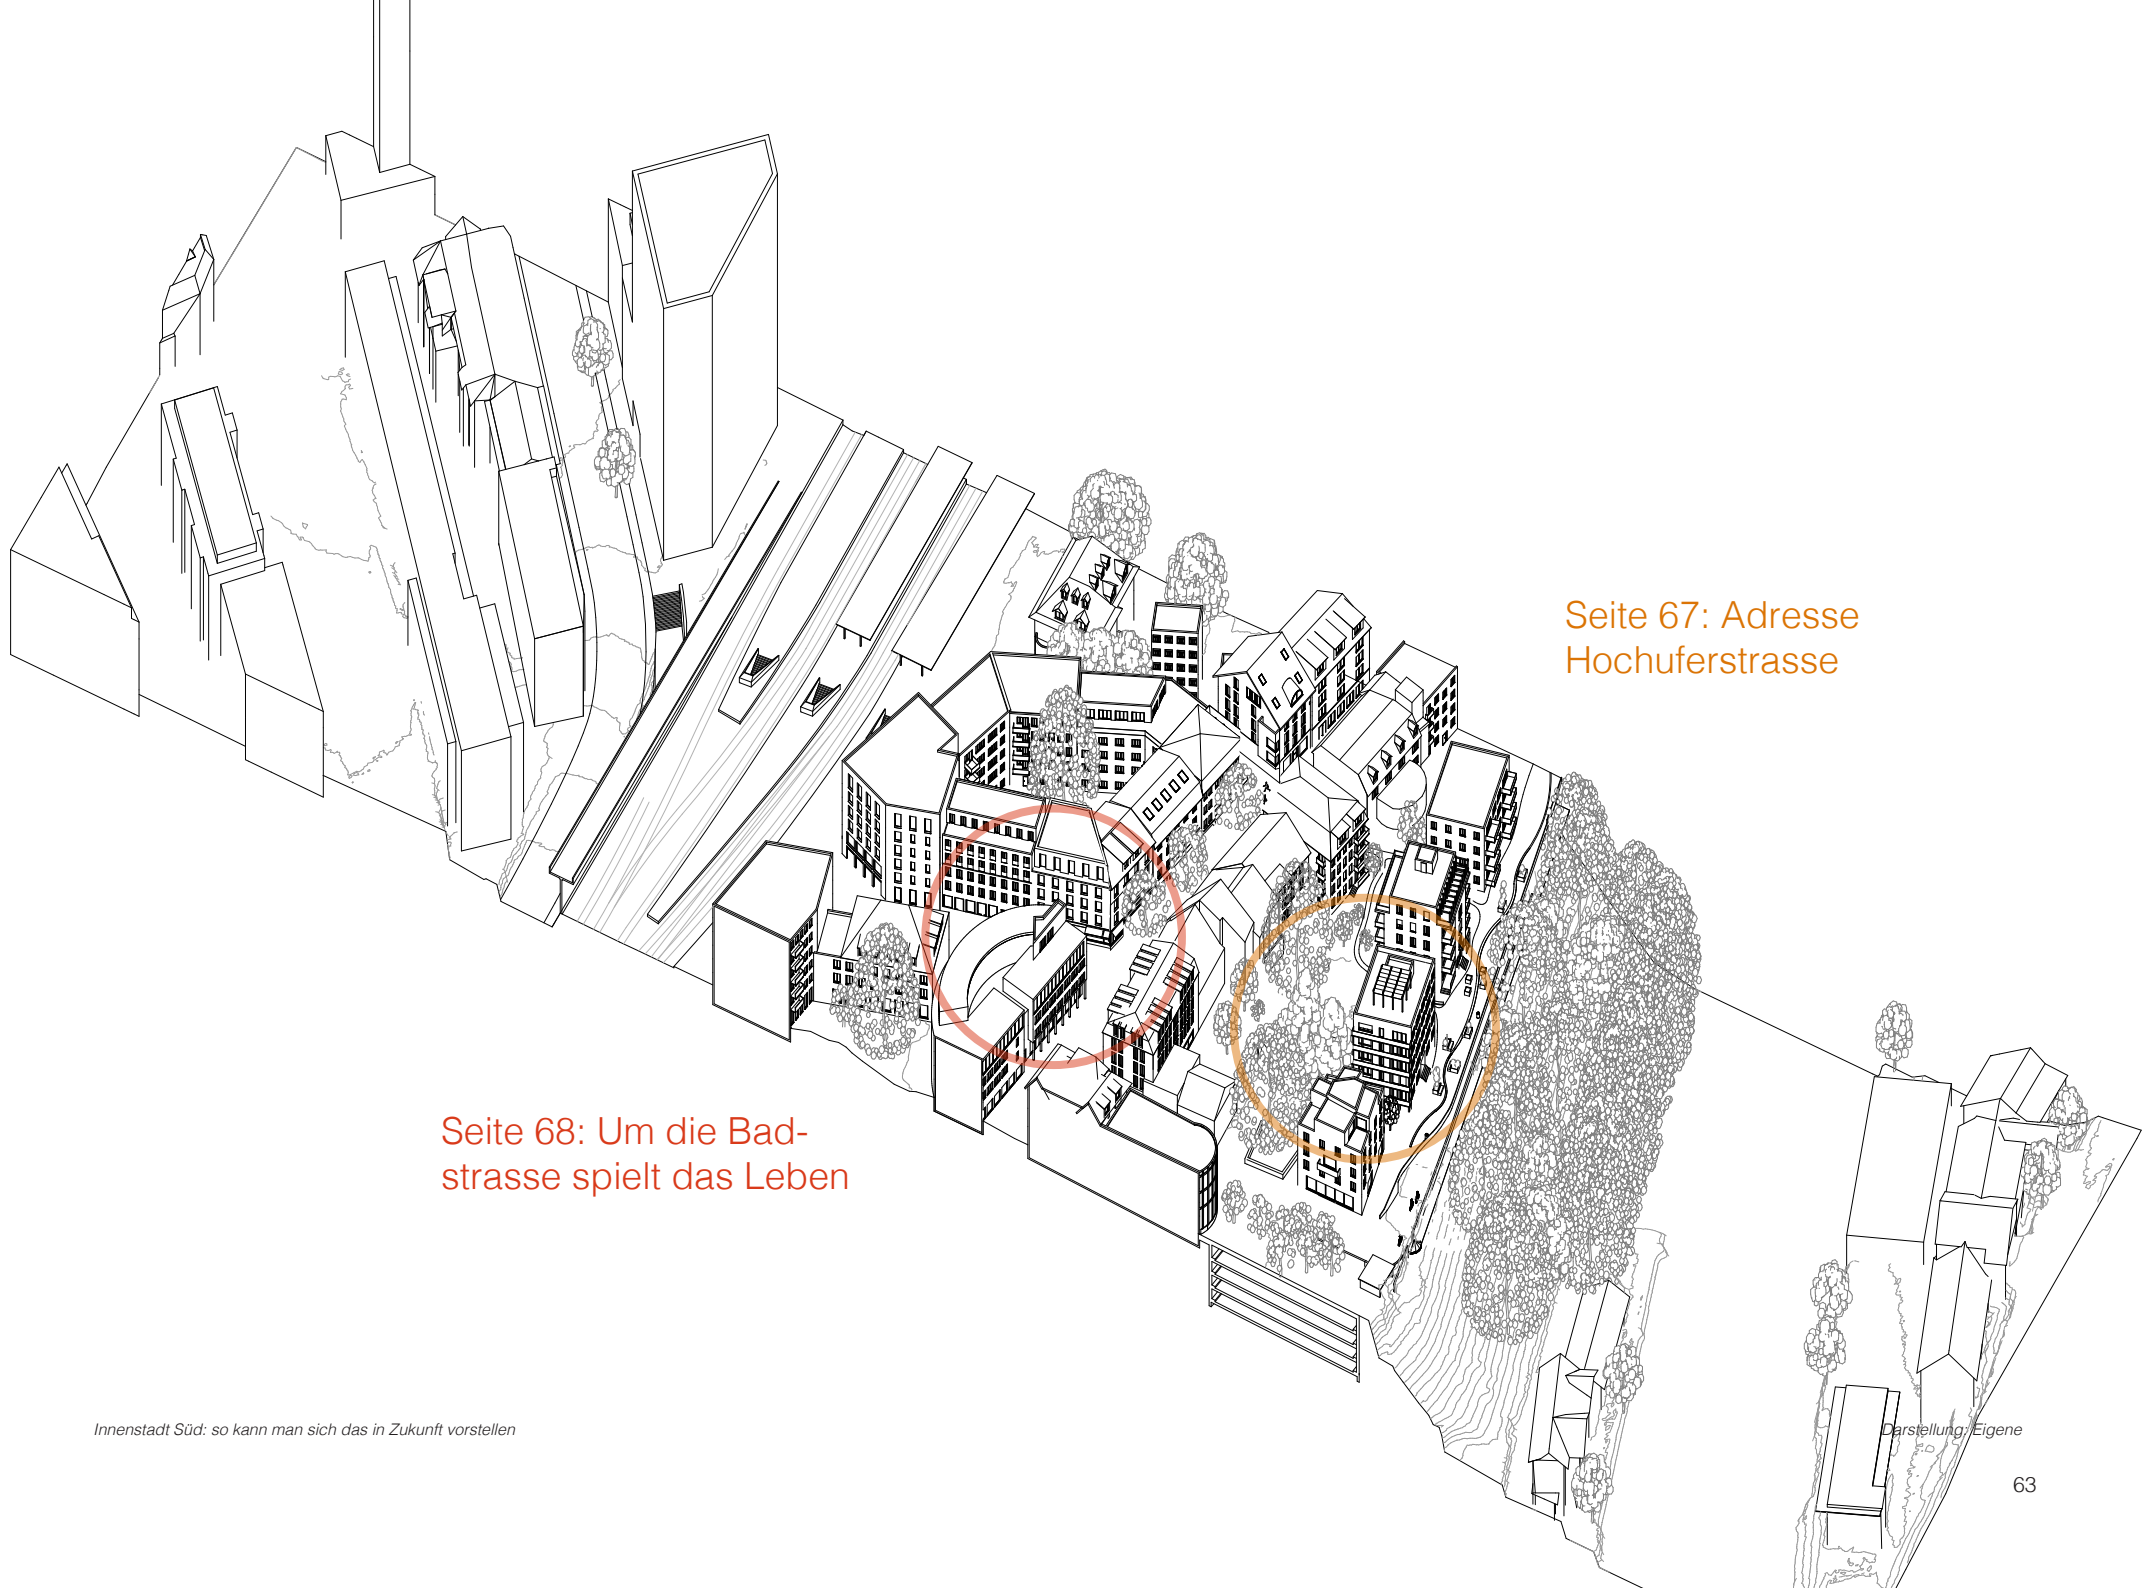 Seite 67: Adresse
Hochuferstrasse
Seite 68: Um die Bad-
strasse spielt das Leben
Innenstadt Süd: so kann man sich das in Zukunft vorstellen
Darstellung: Eigene
63